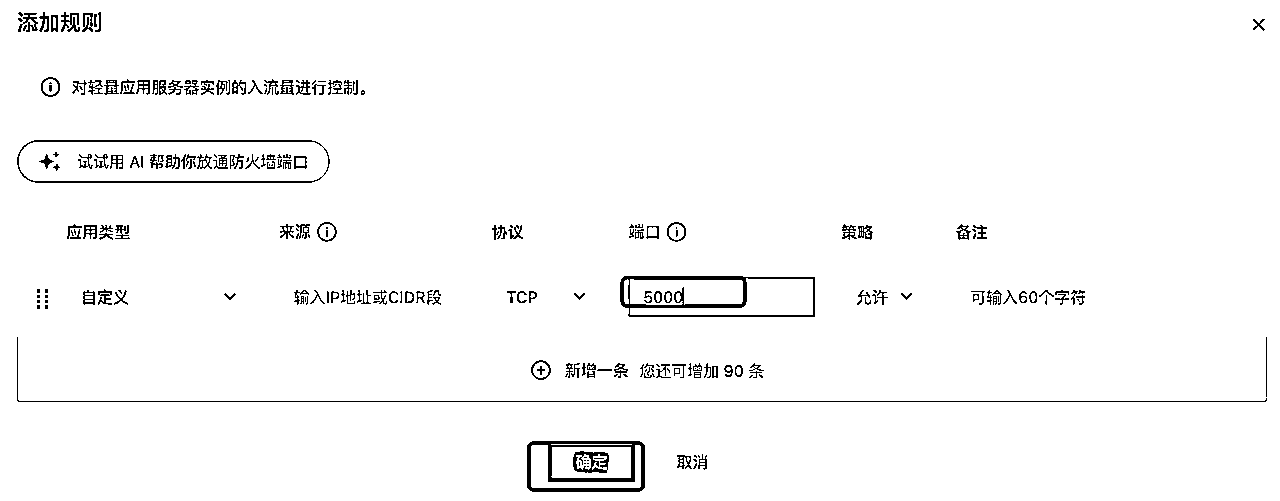 添加规则
对轻量应用服务器实例的入流量进行控制。
试试用 AI 帮助你放通防火墙端口
应用类型 来源 协议 端口 策略 备注
自定义 输入IP地址或CIDR段 TCP 5000 允许 可输入60个字符
新增一条 您还可增加 90 条
确定 取消